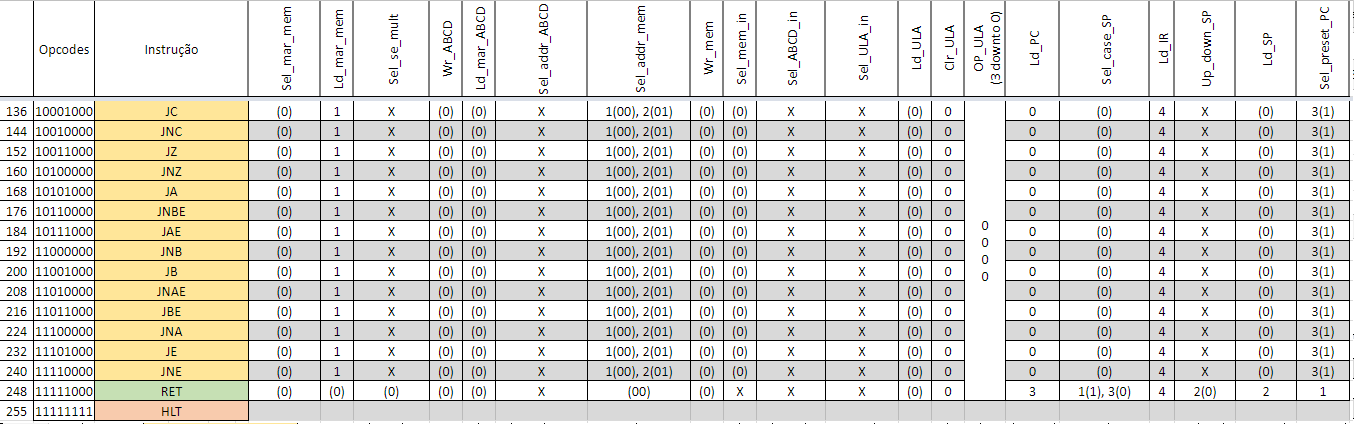 Opcodes Instrução Sel_mar_mem Ld_mar_mem Sel_se_mult Wr_ABCD Ld_mar_ABCD Sel_addr_ABCD Sel_addr_mem Wr_mem Sel_mem_in Sel_ABCD_in Sel_ULA_in Ld_ULA Clr_ULA OP_ULA (3 downto 0) Ld_PC Sel_case_SP Ld_IR Up_down_SP Ld_SP Sel_preset_PC
136 10001000 JC (0) 1 X (0) (0) X 1(00), 2(01) (0) (0) X X (0) 0 0 (0) 4 X (0) 3(1)
144 10010000 JNC (0) 1 X (0) (0) X 1(00), 2(01) (0) (0) X X (0) 0 0 (0) 4 X (0) 3(1)
152 10011000 JZ (0) 1 X (0) (0) X 1(00), 2(01) (0) (0) X X (0) 0 0 (0) 4 X (0) 3(1)
160 10100000 JNZ (0) 1 X (0) (0) X 1(00), 2(01) (0) (0) X X (0) 0 0 (0) 4 X (0) 3(1)
168 10101000 JA (0) 1 X (0) (0) X 1(00), 2(01) (0) (0) X X (0) 0 0 (0) 4 X (0) 3(1)
176 10110000 JNBE (0) 1 X (0) (0) X 1(00), 2(01) (0) (0) X X (0) 0 0 (0) 4 X (0) 3(1)
184 10111000 JAE (0) 1 X (0) (0) X 1(00), 2(01) (0) (0) X X (0) 0 0 0 (0) 4 X (0) 3(1)
192 11000000 JNB (0) 1 X (0) (0) X 1(00), 2(01) (0) (0) X X (0) 0 0 0 (0) 4 X (0) 3(1)
200 11001000 JB (0) 1 X (0) (0) X 1(00), 2(01) (0) (0) X X (0) 0 0 0 (0) 4 X (0) 3(1)
208 11010000 JNAE (0) 1 X (0) (0) X 1(00), 2(01) (0) (0) X X (0) 0 0 0 (0) 4 X (0) 3(1)
216 11011000 JBE (0) 1 X (0) (0) X 1(00), 2(01) (0) (0) X X (0) 0 0 (0) 4 X (0) 3(1)
224 11100000 JNA (0) 1 X (0) (0) X 1(00), 2(01) (0) (0) X X (0) 0 0 (0) 4 X (0) 3(1)
232 11101000 JE (0) 1 X (0) (0) X 1(00), 2(01) (0) (0) X X (0) 0 0 (0) 4 X (0) 3(1)
240 11110000 JNE (0) 1 X (0) (0) X 1(00), 2(01) (0) (0) X X (0) 0 0 (0) 4 X (0) 3(1)
248 11111000 RET (0) (0) (0) (0) (0) X (00) (0) X X X (0) 0 3 1(1), 3(0) 4 2(0) 2 1
255 11111111 HLT